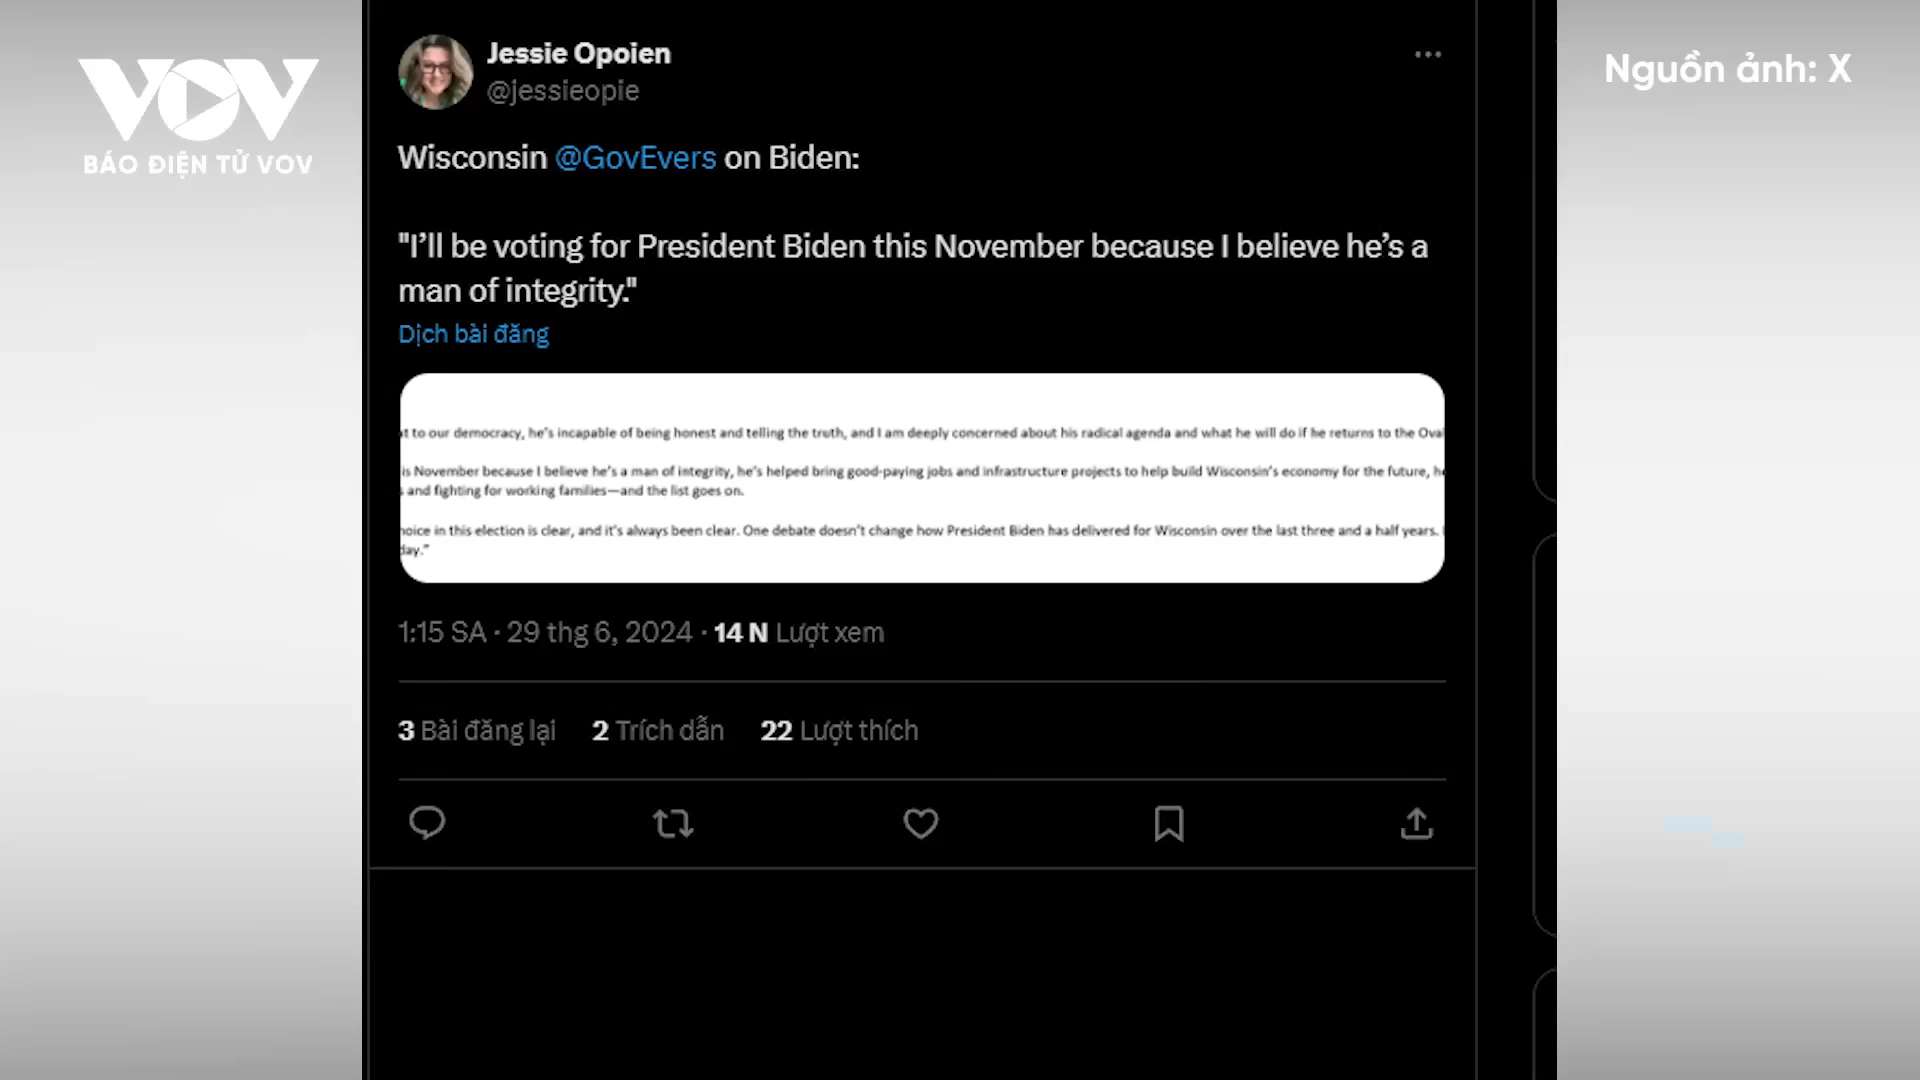 VOV
BÁO ĐIỆN TỬ VOV
Nguồn ảnh: X
Jessie Opoien
@jessieopie
Wisconsin @GovEvers on Biden:
"I’ll be voting for President Biden this November because I believe he’s a
man of integrity."
Dịch bài đăng
t to our democracy, he's incapable of being honest and telling the truth, and I am deeply concerned about his radical agenda and what he will do if he returns to the Oval
is November because I believe he's a man of integrity, he's helped bring good-paying jobs and infrastructure projects to help build Wisconsin's economy for the future, he
s and fighting for working families—and the list goes on.
hoice in this election is clear, and it's always been clear. One debate doesn't change how President Biden has delivered for Wisconsin over the last three and a half years.
day."
1:15 SA · 29 thg 6, 2024 · 14 N Lượt xem
3 Bài đăng lại 2 Trích dẫn 22 Lượt thích